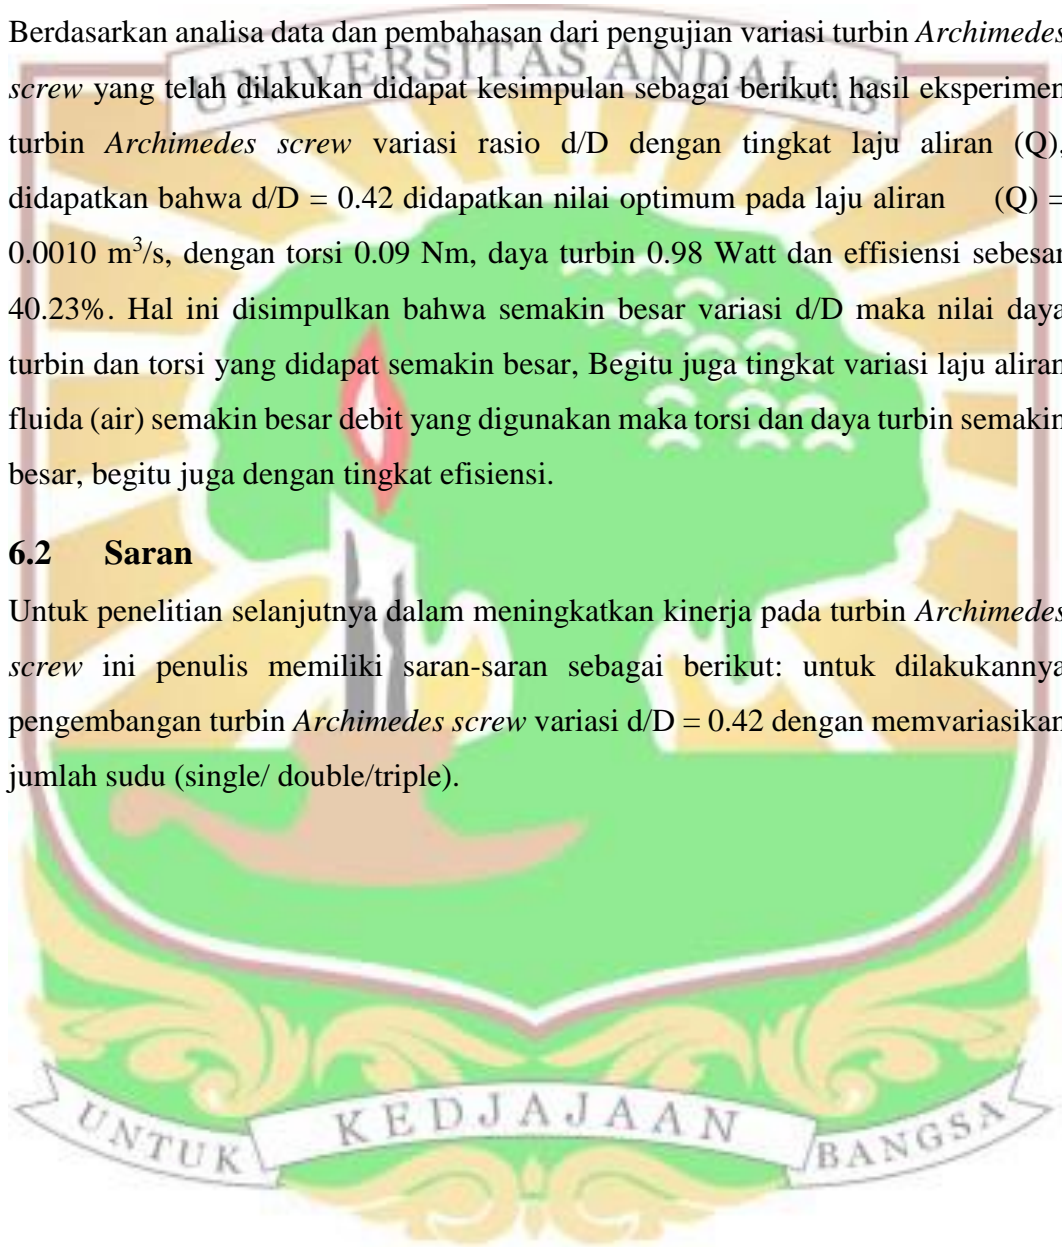 Berdasarkan analisa data dan pembahasan dari pengujian variasi turbin Archimedes
screw yang telah dilakukan didapat kesimpulan sebagai berikut: hasil eksperimen
turbin Archimedes screw variasi rasio d/D dengan tingkat laju aliran (Q),
didapatkan bahwa d/D = 0.42 didapatkan nilai optimum pada laju aliran (Q) =
0.0010 m³/s, dengan torsi 0.09 Nm, daya turbin 0.98 Watt dan effisiensi sebesar
40.23%. Hal ini disimpulkan bahwa semakin besar variasi d/D maka nilai daya
turbin dan torsi yang didapat semakin besar, Begitu juga tingkat variasi laju aliran
fluida (air) semakin besar debit yang digunakan maka torsi dan daya turbin semakin
besar, begitu juga dengan tingkat efisiensi.
6.2 Saran
Untuk penelitian selanjutnya dalam meningkatkan kinerja pada turbin Archimedes
screw ini penulis memiliki saran-saran sebagai berikut: untuk dilakukannya
pengembangan turbin Archimedes screw variasi d/D = 0.42 dengan memvariasikan
jumlah sudu (single/ double/triple).
UNIVERSITAS ANDALAS
UNTUK KEDJAJAAN BANGSA